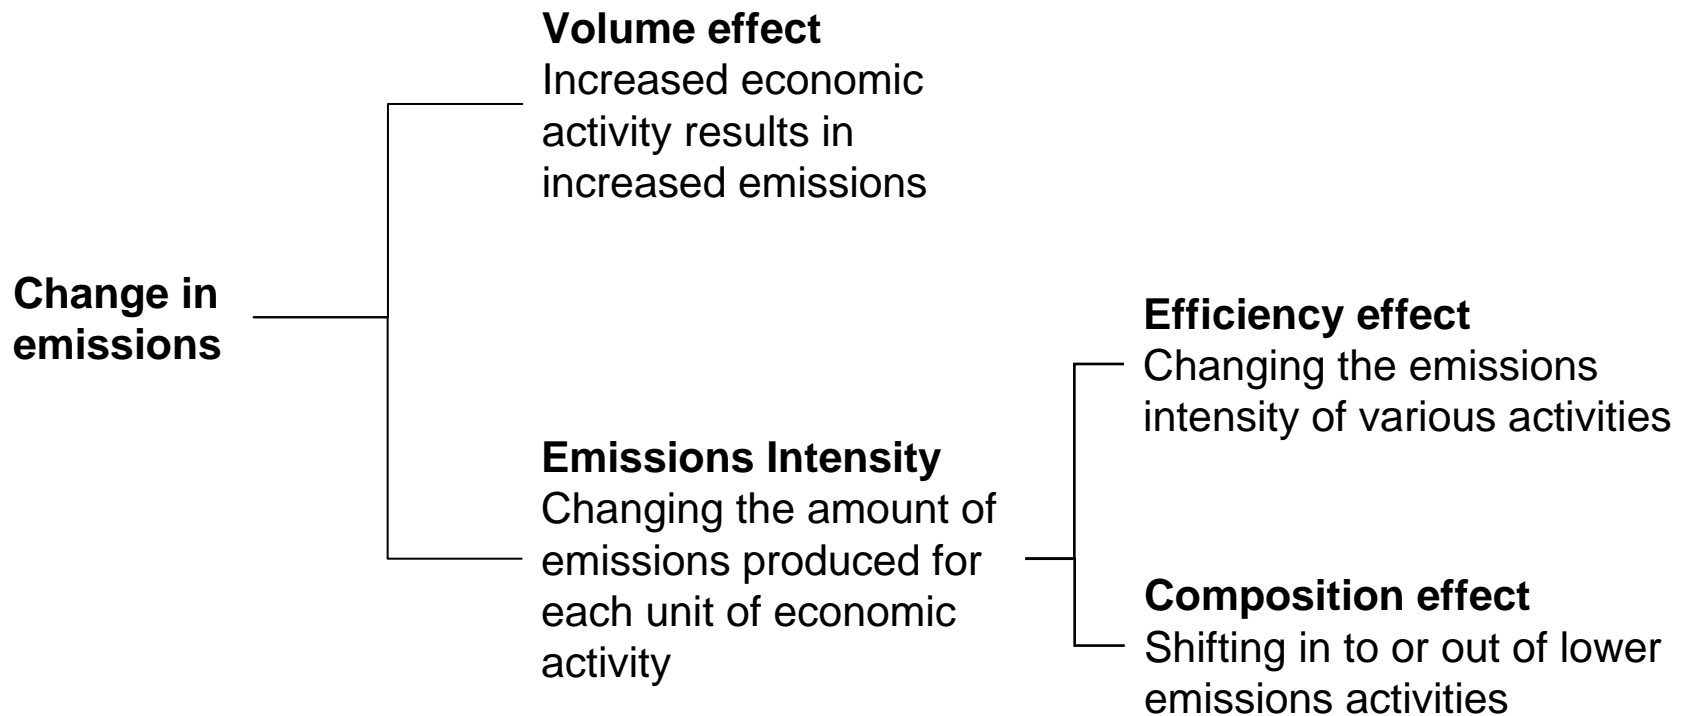 Volume effect
Increased economic
activity results in
increased emissions
Change in
emissions
Emissions Intensity
Changing the amount of
emissions produced for
each unit of economic
activity
Efficiency effect
Changing the emissions
intensity of various activities
Composition effect
Shifting in to or out of lower
emissions activities